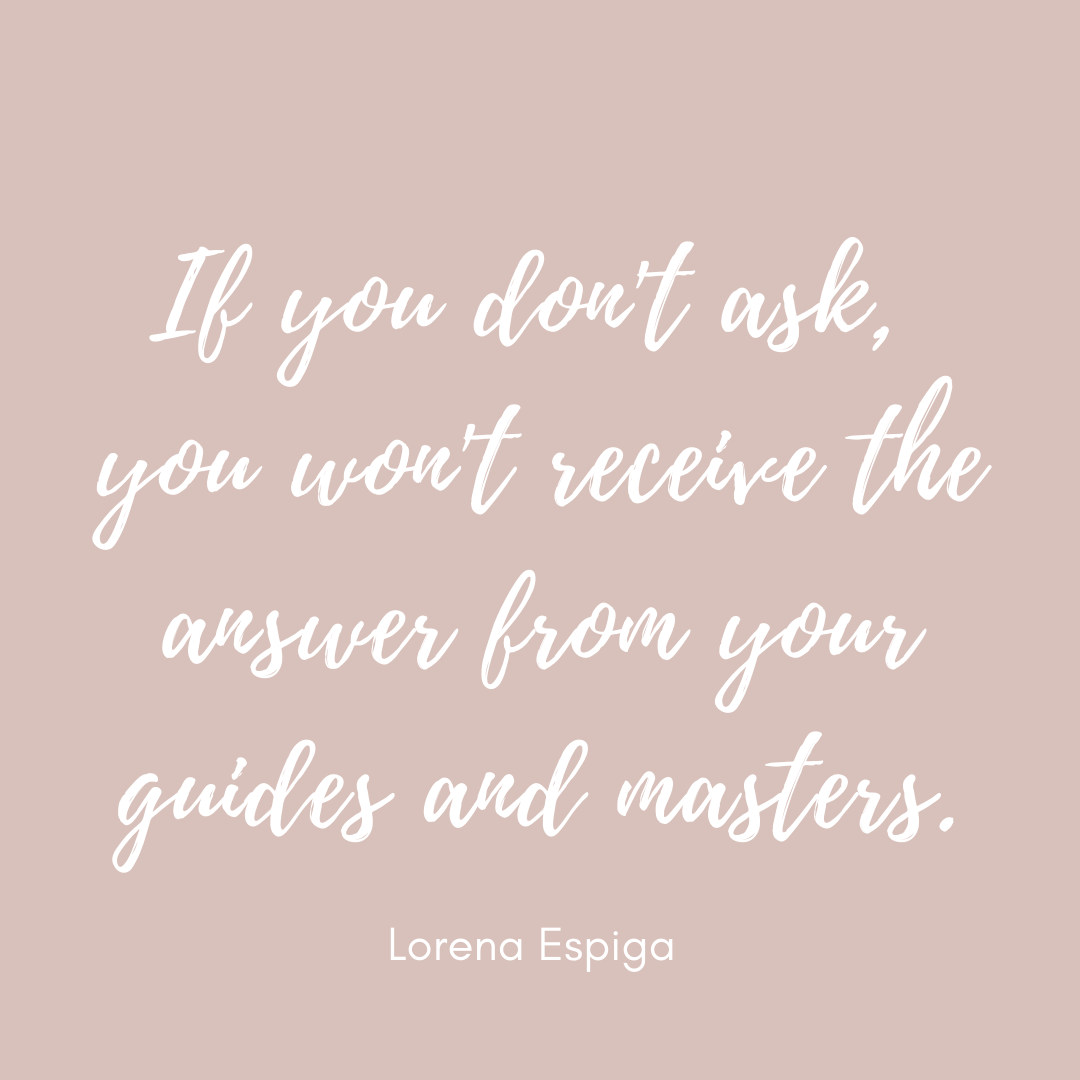 If you don't ask,
you won't receive the
answer from your
guides and masters.
Lorena Espiga